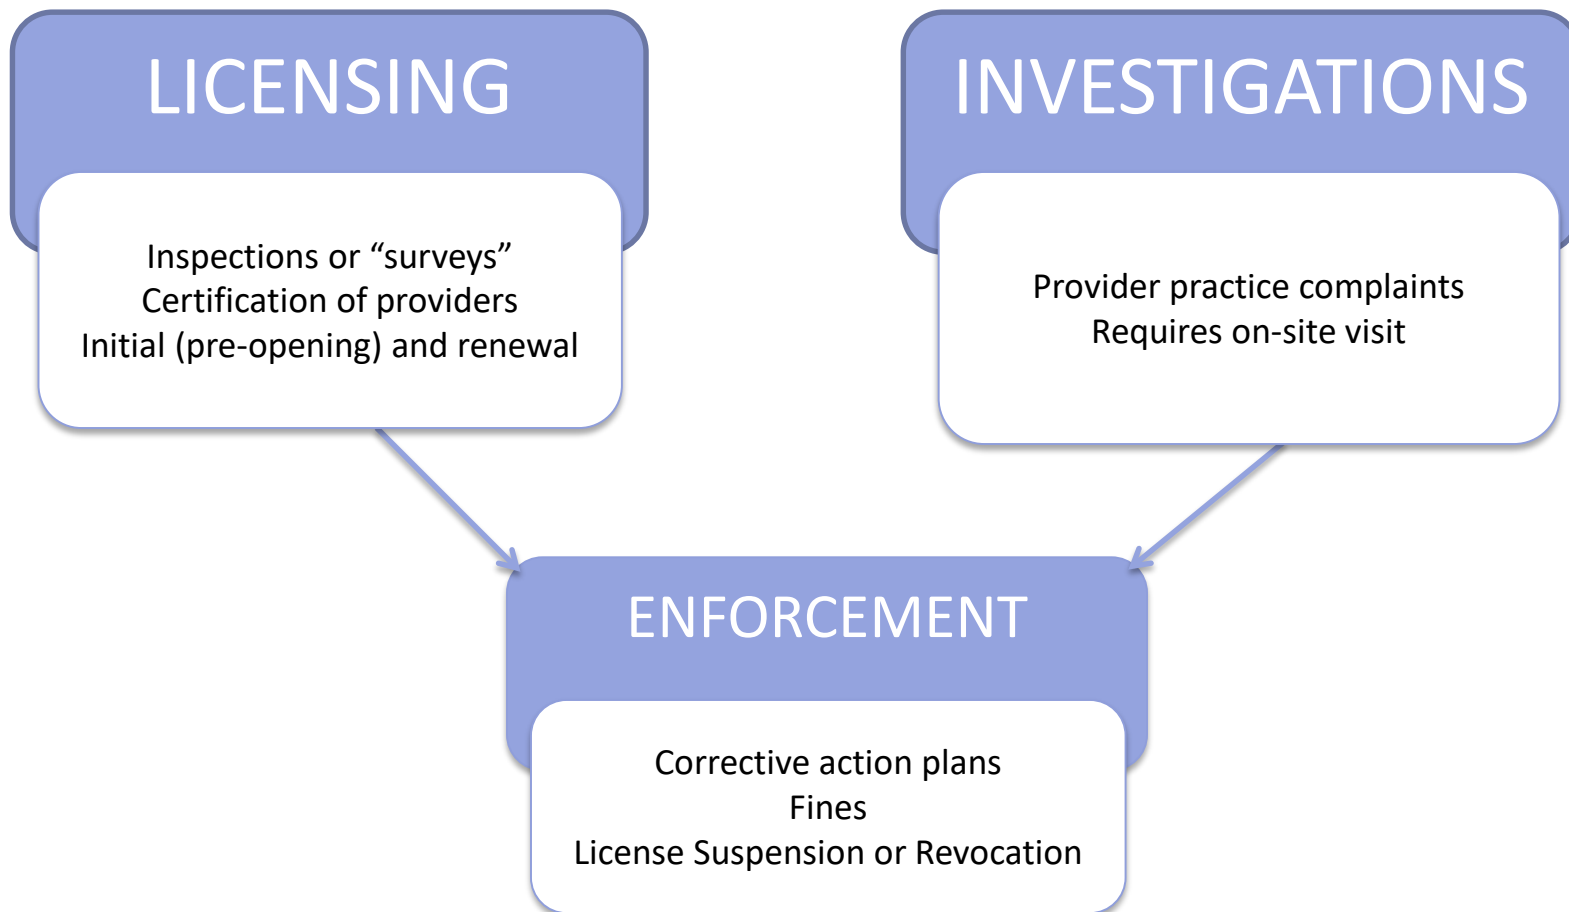 LICENSING
Inspections or “surveys”
Certification of providers
Initial (pre-opening) and renewal
INVESTIGATIONS
Provider practice complaints
Requires on-site visit
ENFORCEMENT
Corrective action plans
Fines
License Suspension or Revocation